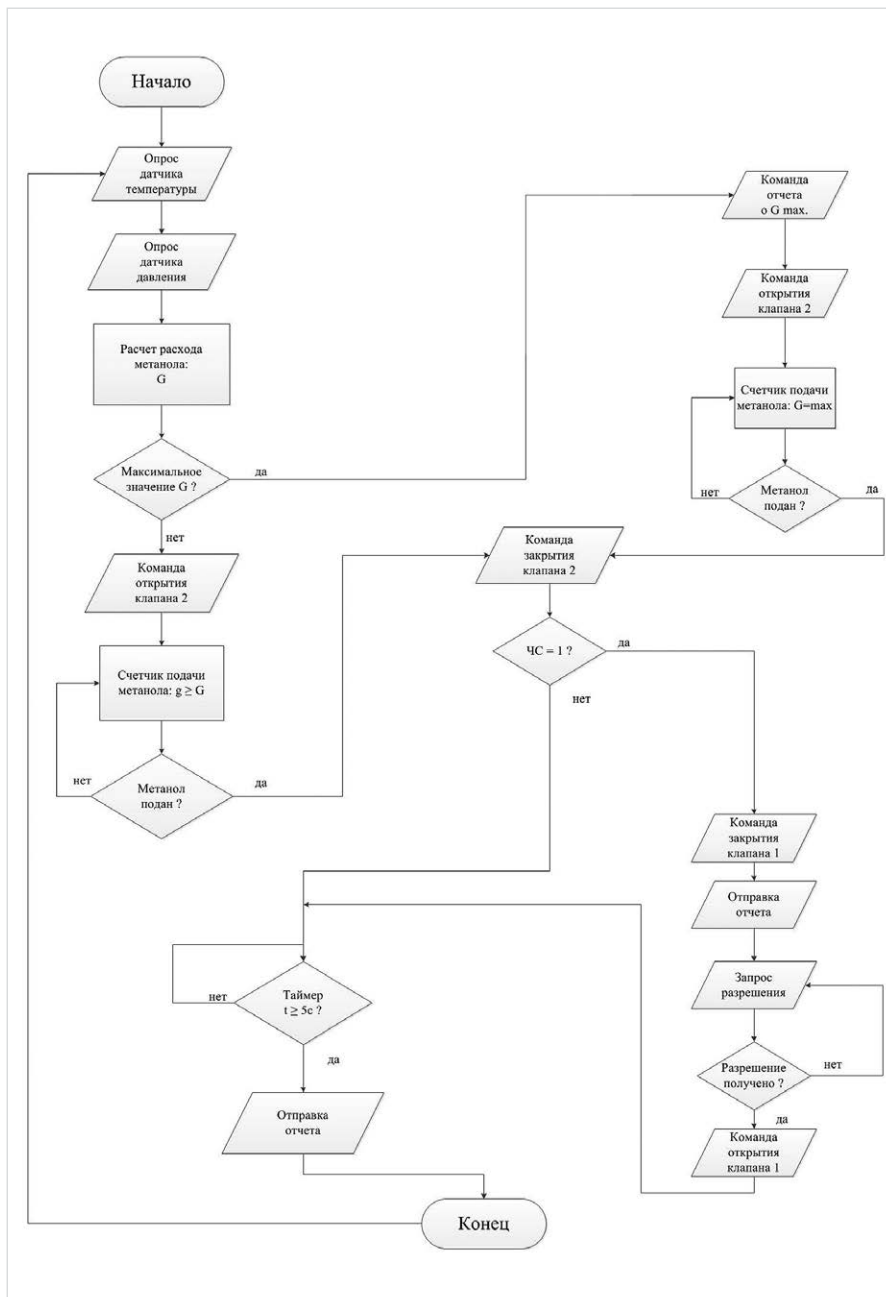 Начало
Опрос
датчика
температуры
Опрос
датчика
давления
Расчет расхода
метанола:
G
Максимальное
значение G ?
да
нет
Команда
открытия
клапана 2
Счетчик подачи
метанола: g ≥ G
Метанол
подан ?
нет
да
Команда
отчета
о G max.
Команда
открытия
клапана 2
Счетчик подачи
метанола: G=max
Метанол
подан ?
нет
да
Команда
закрытия
клапана 2
ЧС = 1 ?
да
нет
Команда
закрытия
клапана 1
Отправка
отчета
Запрос
разрешения
Разрешение
получено ?
нет
да
Команда
открытия
клапана 1
Таймер
t ≥ 5с ?
нет
да
Отправка
отчета
Конец